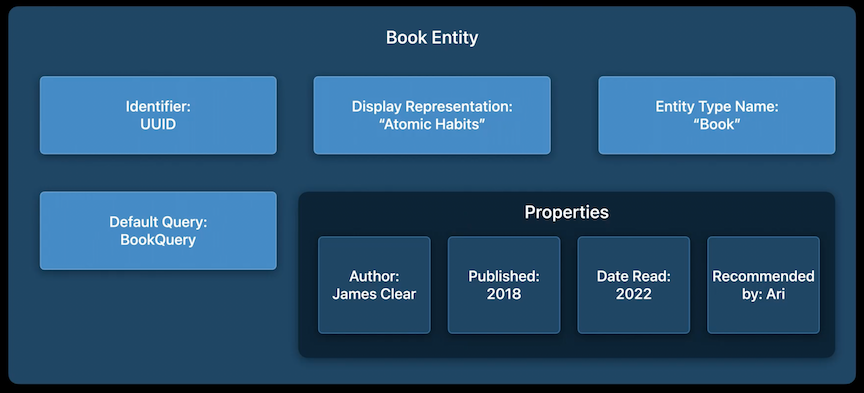 Book Entity
Identifier:
UUID
Display Representation:
“Atomic Habits”
Entity Type Name:
“Book”
Default Query:
BookQuery
Properties
Author:
James Clear
Published:
2018
Date Read:
2022
Recommended
by: Ari